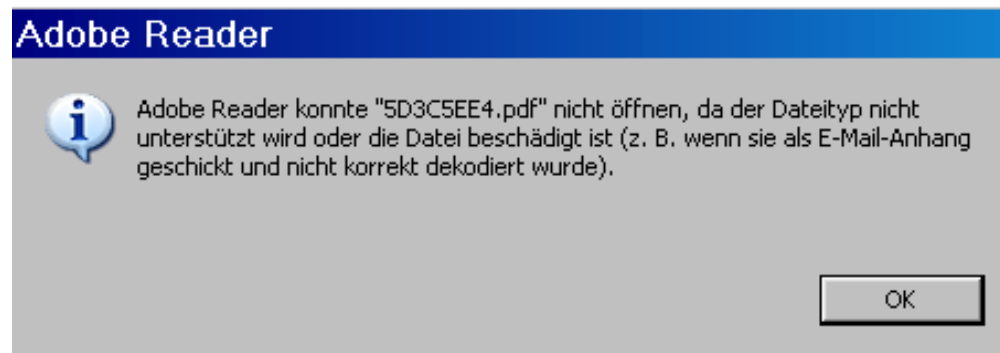 Adobe Reader
Adobe Reader konnte "5D3C5EE4.pdf" nicht öffnen, da der Dateityp nicht
unterstützt wird oder die Datei beschädigt ist (z. B. wenn sie als E-Mail-Anhang
geschickt und nicht korrekt dekodiert wurde).
OK